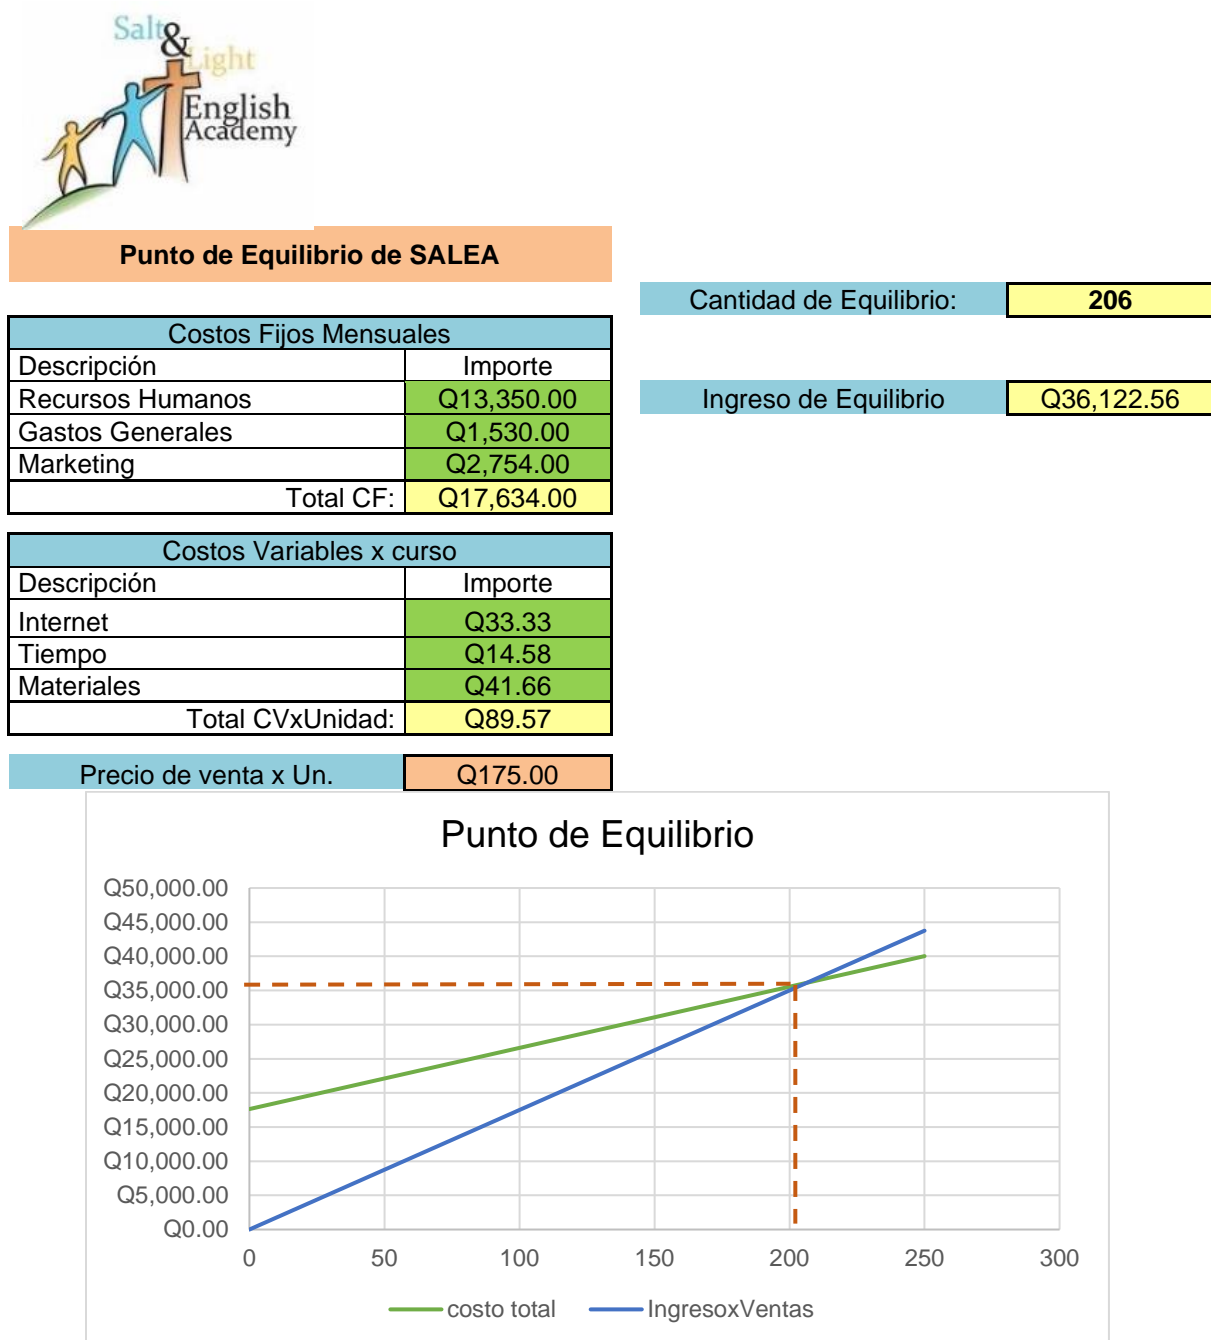 Salt
&
Light
English
Academy
Punto de Equilibrio de SALEA
Cantidad de Equilibrio: 206
Costos Fijos Mensuales
Descripción Importe
Recursos Humanos Q13,350.00
Ingreso de Equilibrio Q36,122.56
Gastos Generales Q1,530.00
Marketing Q2,754.00
Total CF: Q17,634.00
Costos Variables x curso
Descripción Importe
Internet Q33.33
Tiempo Q14.58
Materiales Q41.66
Total CVxUnidad: Q89.57
Precio de venta x Un. Q175.00
Punto de Equilibrio
Q50,000.00
Q45,000.00
Q40,000.00
Q35,000.00
Q30,000.00
Q25,000.00
Q20,000.00
Q15,000.00
Q10,000.00
Q5,000.00
Q0.00
0 50 100 150 200 250 300
costo total IngresoxVentas